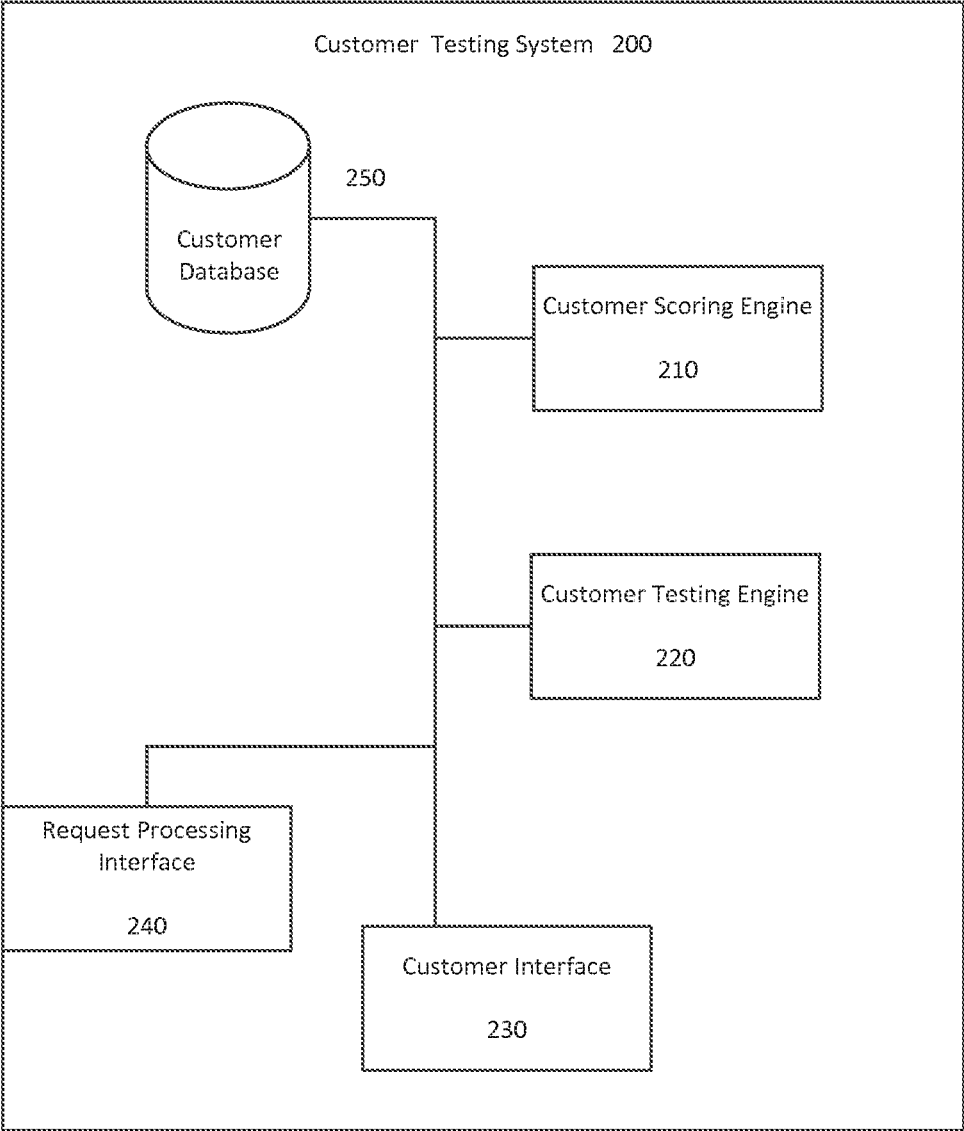 Customer Testing System 200
250
Customer
Database
Customer Scoring Engine
210
Customer Testing Engine
220
Request Processing
Interface
240
Customer Interface
230